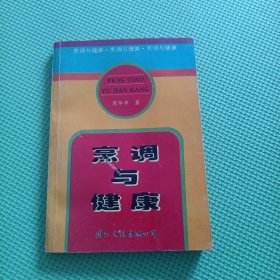 烹调与健康·烹调与健康·烹调与健康
PENG TIAO
YU JIAN KANG
著
烹调
与
健康
国际文化出版公司